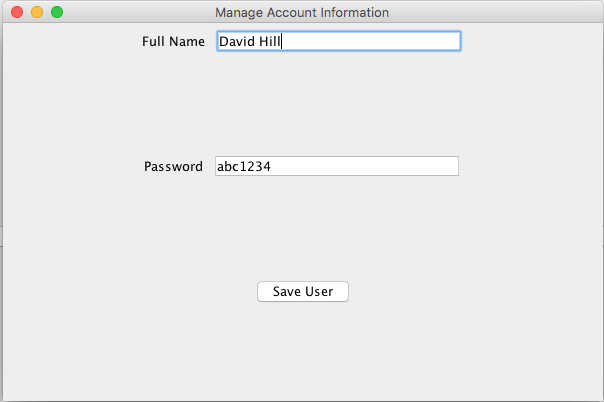 Manage Account Information
Full Name David Hill
Password abc1234
Save User